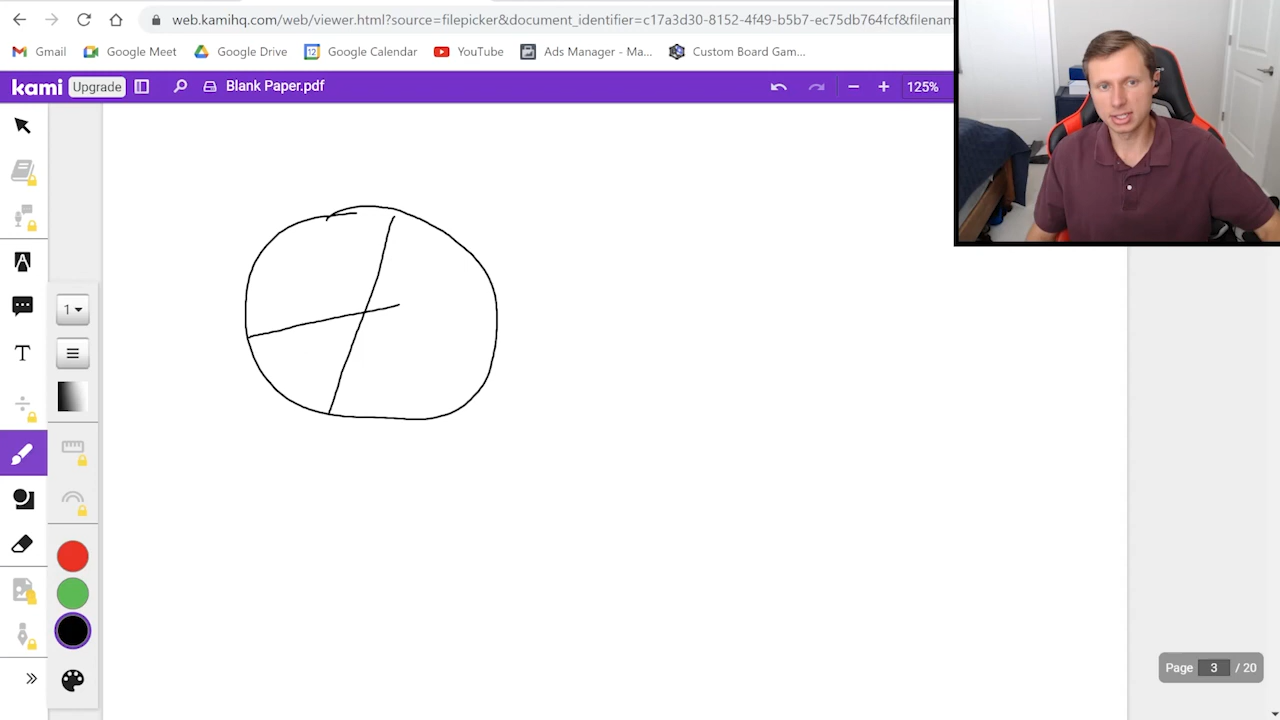 web.kamihq.com/web/viewer.html?source=filepicker&document_identifier=c17a3d30-8152-4f49-b5b7-ec75db764fcf&filenam
Gmail Google Meet Google Drive 12 Google Calendar YouTube Ads Manager - Ma... Custom Board Gam...
kami Upgrade Blank Paper.pdf 125%
A
1
T
Page 3 / 20